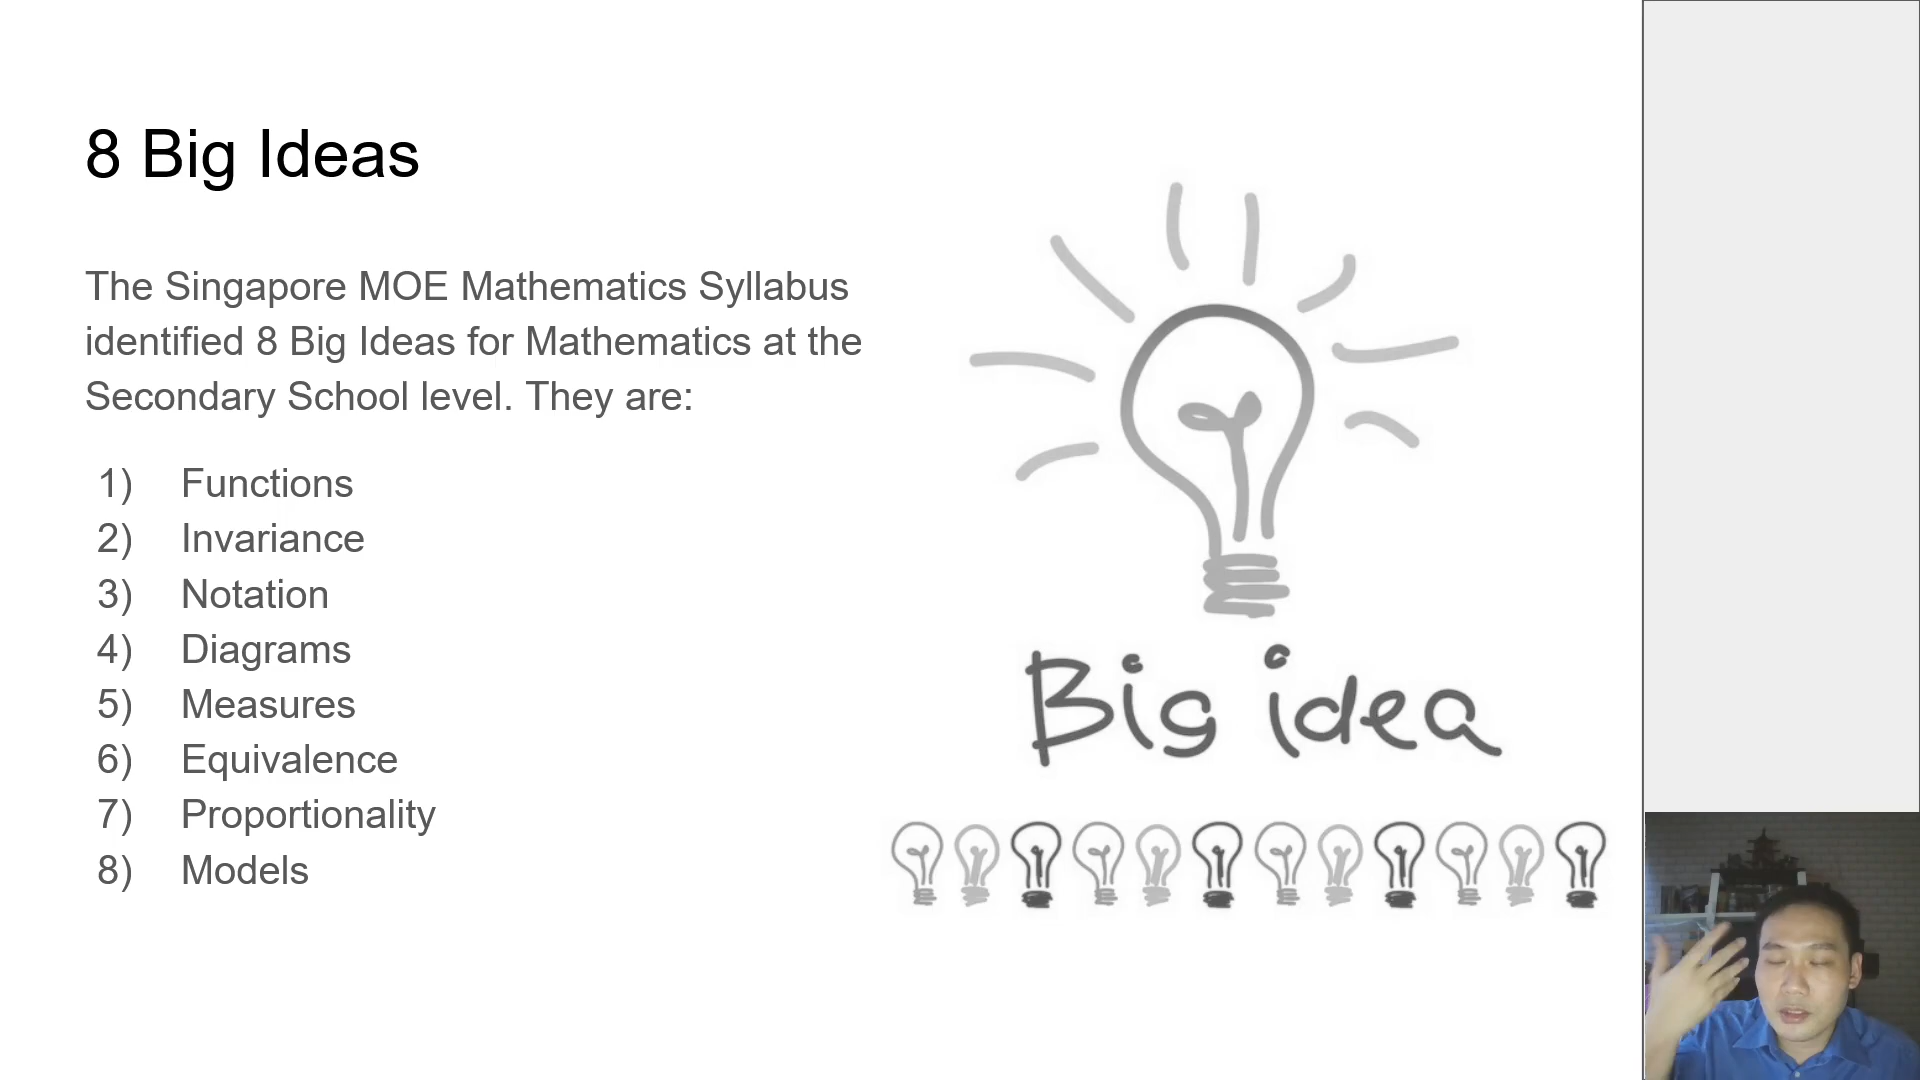 8 Big Ideas
The Singapore MOE Mathematics Syllabus
identified 8 Big Ideas for Mathematics at the
Secondary School level. They are:
1) Functions
2) Invariance
3) Notation
4) Diagrams
5) Measures
6) Equivalence
7) Proportionality
8) Models
Big idea